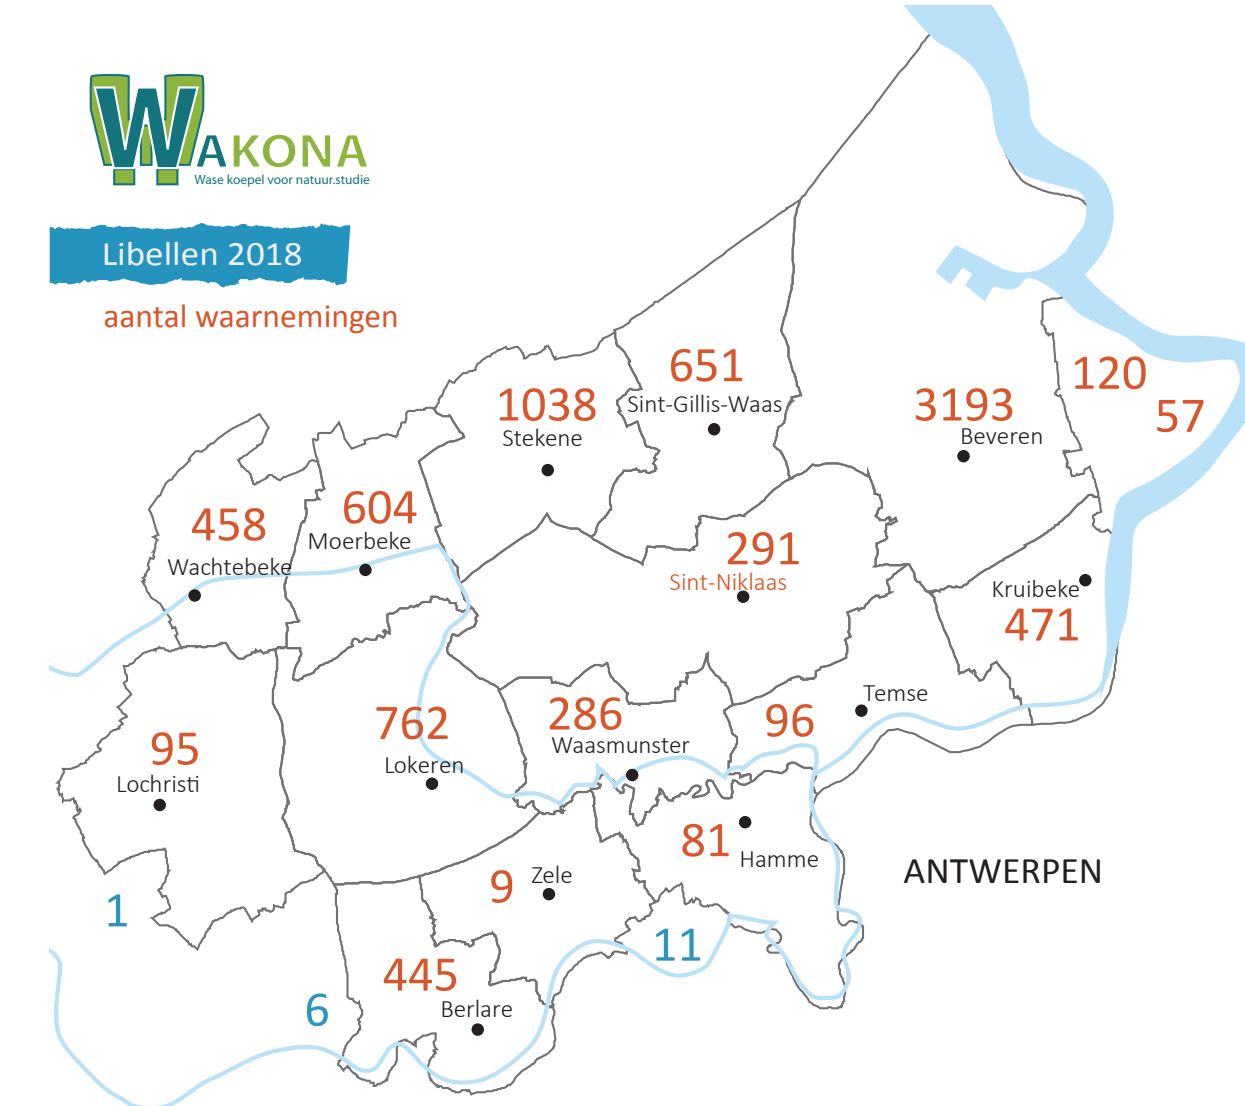 WAKONA
Wase koepel voor natuur.studie
Libellen 2018
aantal waarnemingen
651
Sint-Gillis-Waas
120
57
1038
Stekene
3193
Beveren
458
Wachtebeke
604
Moerbeke
291
Sint-Niklaas
Kruibeke
471
762
Lokeren
286
Waasmunster
96
Temse
95
Lochristi
81
Hamme
ANTWERPEN
9
Zele
1
11
445
Berlare
6